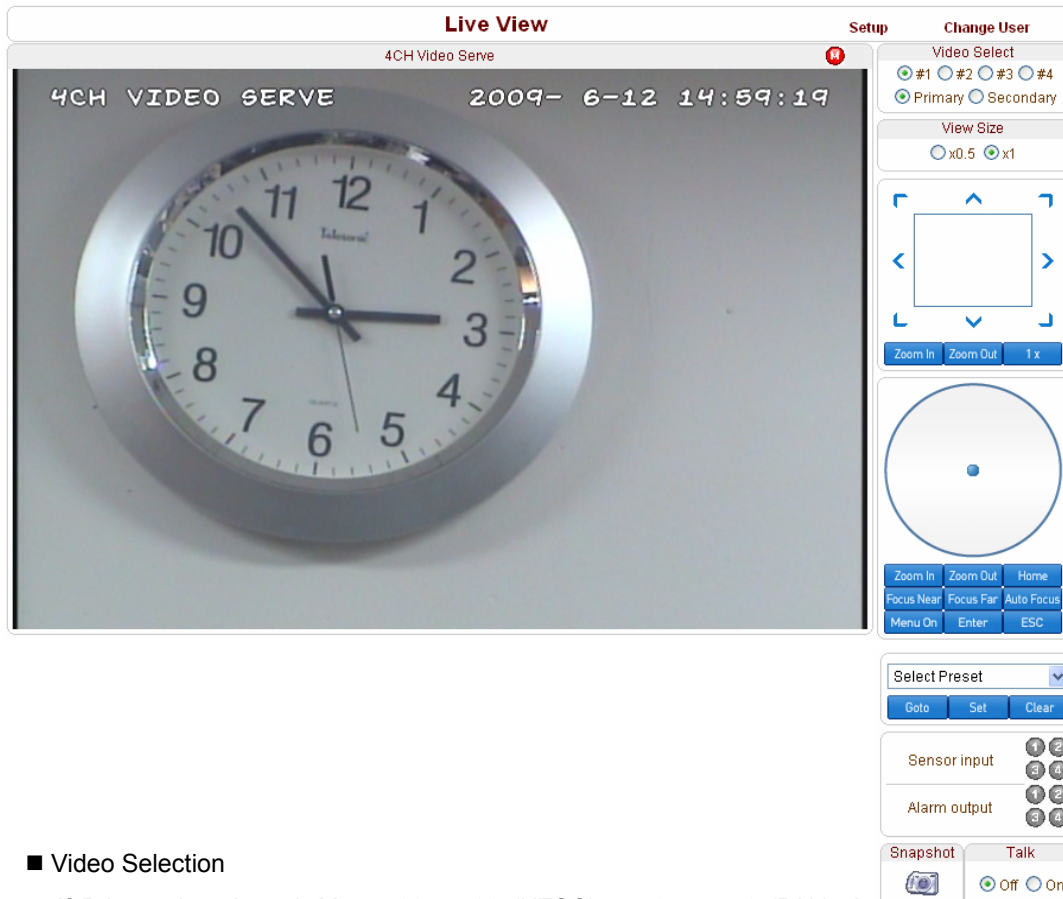 Live View
Setup
Change User
4CH Video Serve
M
Video Select
#1 #2 #3 #4
Primary Secondary
View Size
x0.5 x1
4CH VIDEO SERVE 2009- 6-12 14:59:19
12
1
2
3
4
5
6
7
8
9
10
11
QUARTZ
Zoom In Zoom Out 1 x
Zoom In Zoom Out Home
Focus Near Focus Far Auto Focus
Menu On Enter ESC
Select Preset
Goto Set Clear
Sensor input
1 2
3 4
Alarm output
1 2
3 4
Snapshot
Talk
Off On
■ Video Selection